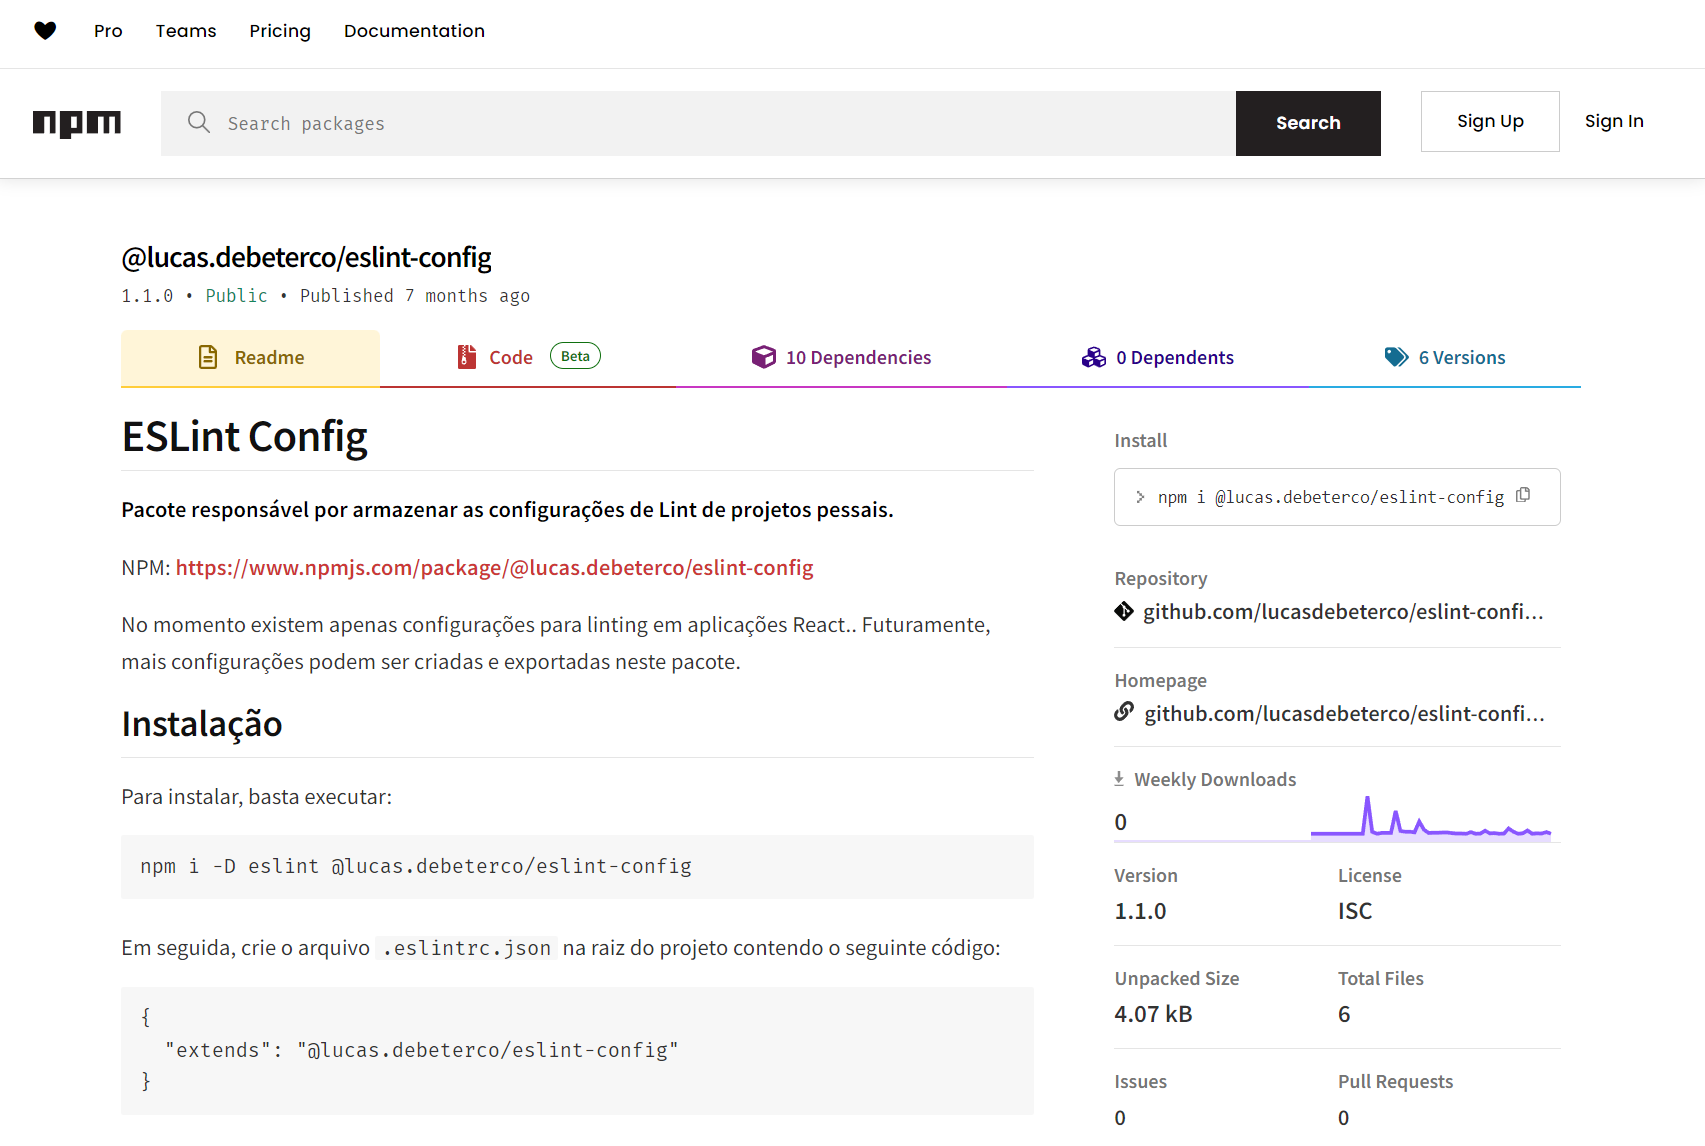 Pro Teams Pricing Documentation
npm
Search packages
Search
Sign Up
Sign In
@lucas.debeterco/eslint-config
1.1.0 • Public • Published 7 months ago
Readme
Code Beta
10 Dependencies
0 Dependents
6 Versions
ESLint Config
Pacote responsável por armazenar as configurações de Lint de projetos pessais.
NPM: https://www.npmjs.com/package/@lucas.debeterco/eslint-config
No momento existem apenas configurações para linting em aplicações React.. Futuramente,
mais configurações podem ser criadas e exportadas neste pacote.
Instalação
Para instalar, basta executar:
npm i -D eslint @lucas.debeterco/eslint-config
Em seguida, crie o arquivo .eslintrc.json na raiz do projeto contendo o seguinte código:
{
"extends": "@lucas.debeterco/eslint-config"
}
Install
> npm i @lucas.debeterco/eslint-config
Repository
github.com/lucasdebeterco/eslint-confi...
Homepage
github.com/lucasdebeterco/eslint-confi...
Weekly Downloads
0
Version
1.1.0
License
ISC
Unpacked Size
4.07 kB
Total Files
6
Issues
0
Pull Requests
0